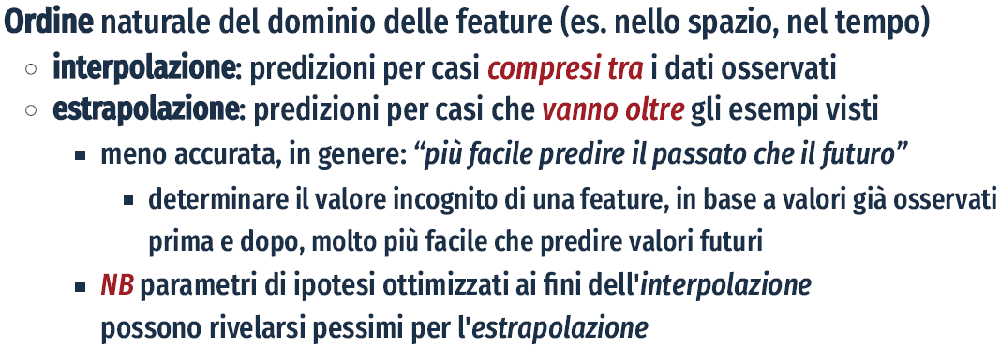 Ordine naturale del dominio delle feature (es. nello spazio, nel tempo)
interpolazione: predizioni per casi compresi tra i dati osservati
estrapolazione: predizioni per casi che vanno oltre gli esempi visti
meno accurata, in genere: “più facile predire il passato che il futuro”
determinare il valore incognito di una feature, in base a valori già osservati
prima e dopo, molto più facile che predire valori futuri
NB parametri di ipotesi ottimizzati ai fini dell'interpolazione
possono rivelarsi pessimi per l'estrapolazione